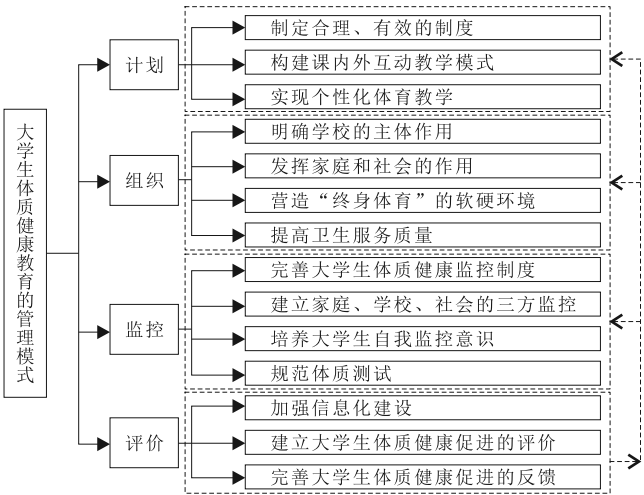 大学生体质健康教育的管理模式
计划
制定合理、有效的制度
构建课内外互动教学模式
实现个性化体育教学
组织
明确学校的主体作用
发挥家庭和社会的作用
营造“终身体育”的软硬环境
提高卫生服务质量
监控
完善大学生体质健康监控制度
建立家庭、学校、社会的三方监控
培养大学生自我监控意识
规范体质测试
评价
加强信息化建设
建立大学生体质健康促进的评价
完善大学生体质健康促进的反馈